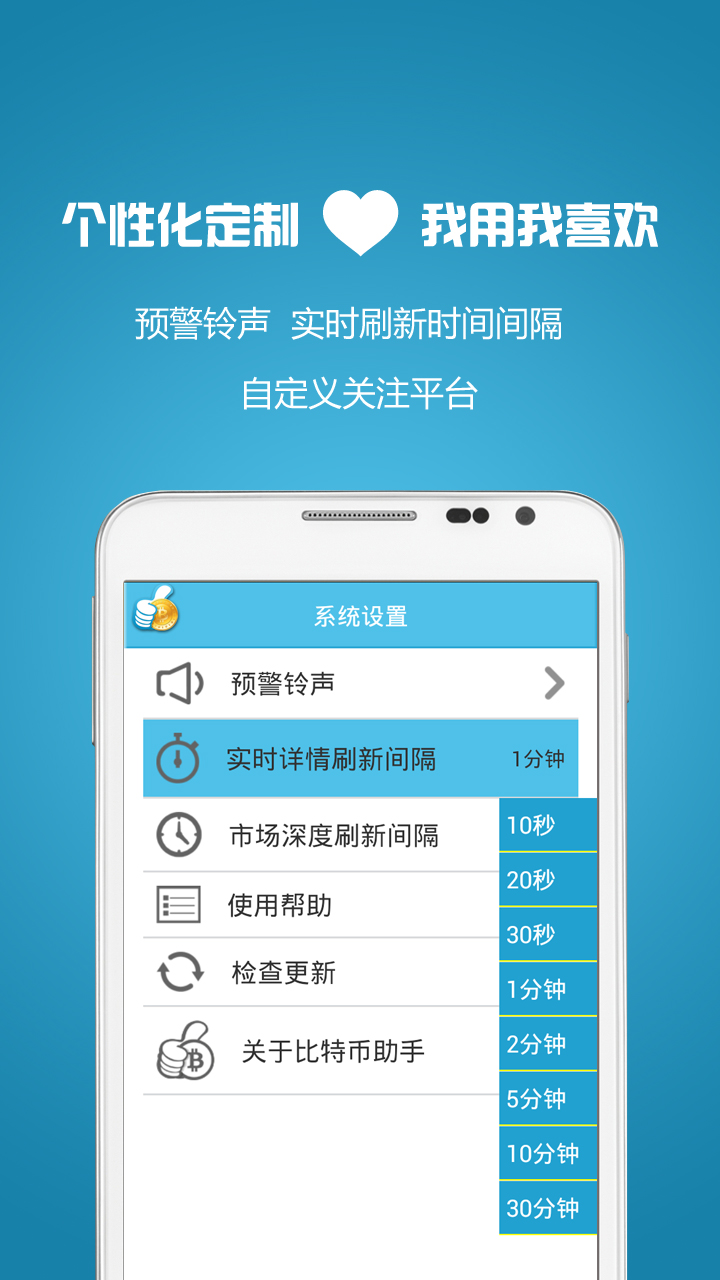 个性化定制 我用我喜欢
预警铃声 实时刷新时间间隔
自定义关注平台
系统设置
预警铃声
实时详情刷新间隔 1分钟
市场深度刷新间隔
使用帮助
检查更新
关于比特币助手
10秒
20秒
30秒
1分钟
2分钟
5分钟
10分钟
30分钟